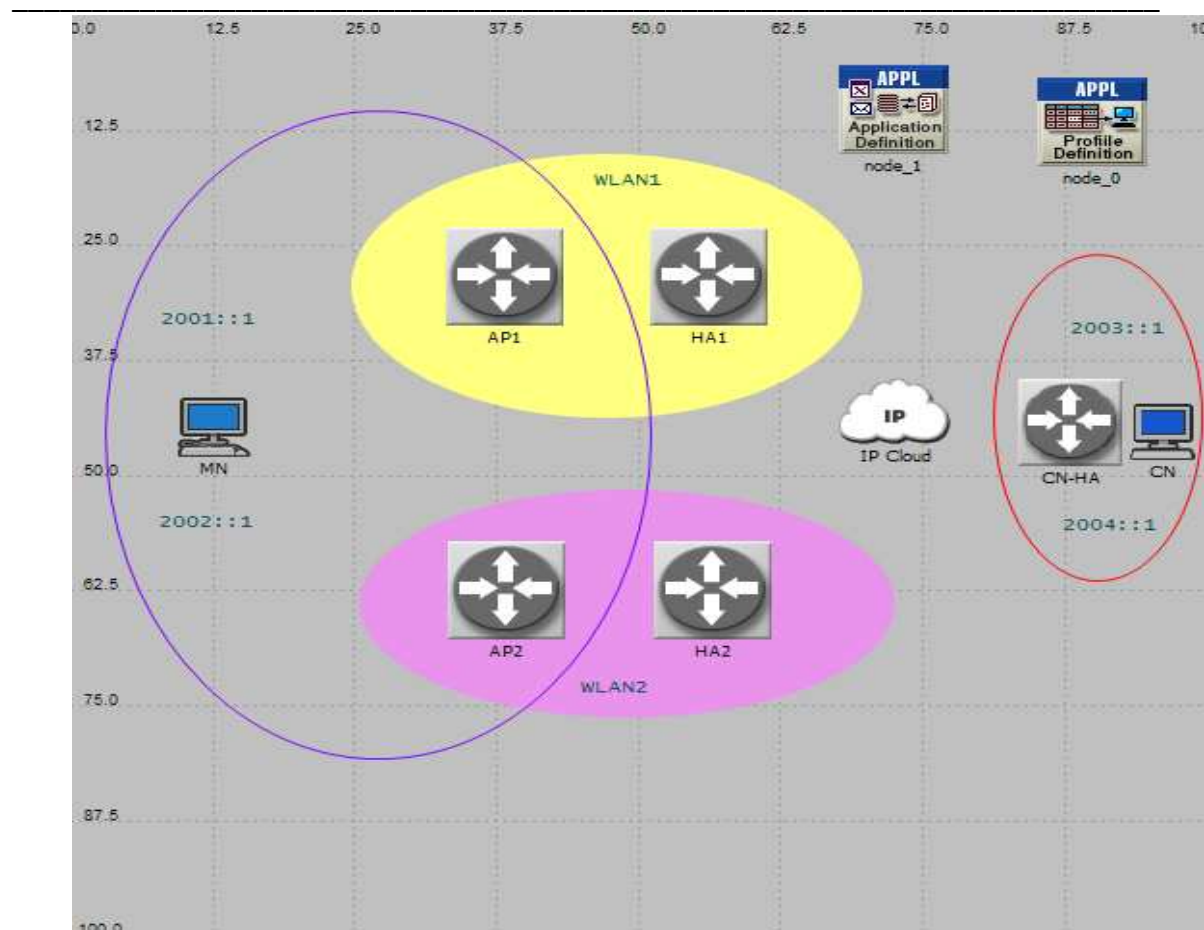 0.0 12.5 25.0 37.5 50.0 62.5 75.0 87.5 10
APPL
Application
Definition
node_1
APPL
Profiile
Definition
node_0
12.5
WLAN1
25.0
AP1
HA1
2001::1
2003::1
37.5
MN
IP
IP Cloud
CN-HA
CN
50.0
2002::1
2004::1
62.5
AP2
HA2
WLAN2
75.0
87.5
100.0